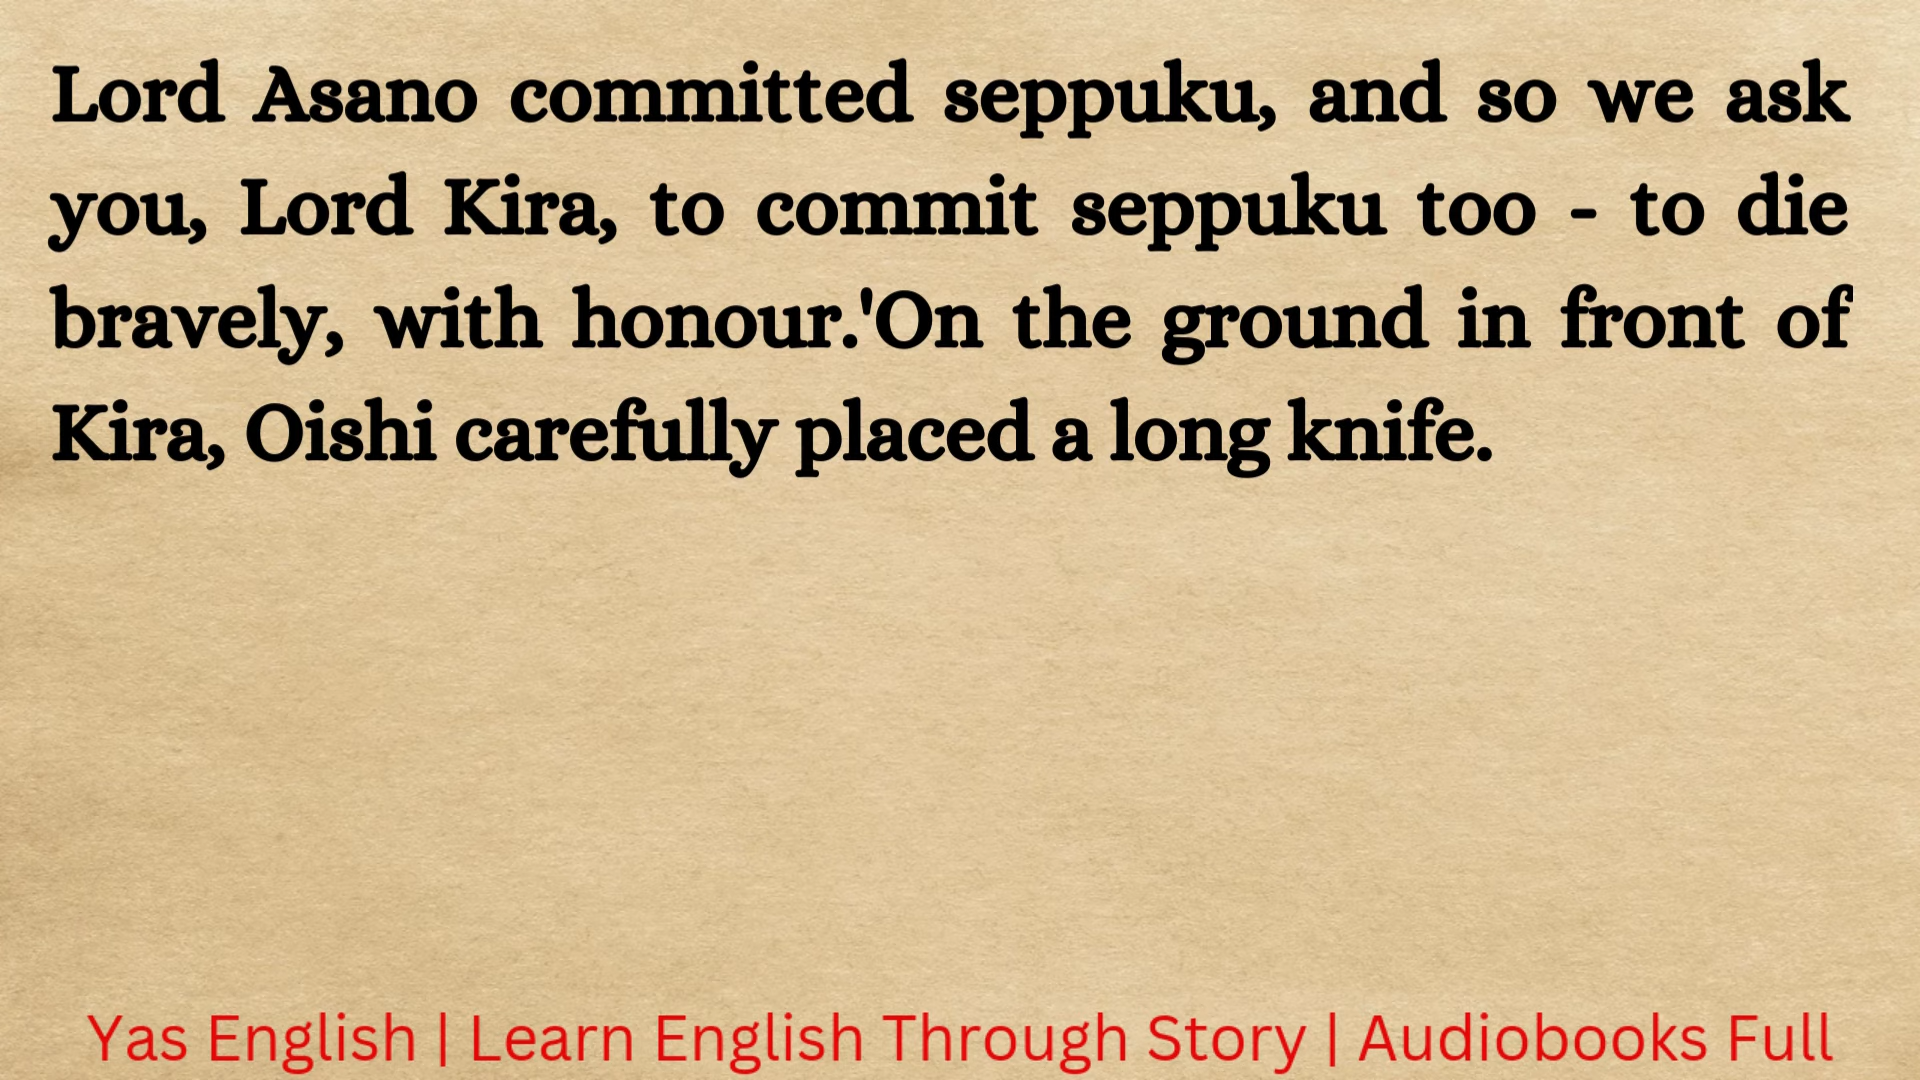 Lord Asano committed seppuku, and so we ask
you, Lord Kira, to commit seppuku too - to die
bravely, with honour.'On the ground in front of
Kira, Oishi carefully placed a long knife.
Yas English | Learn English Through Story | Audiobooks Full